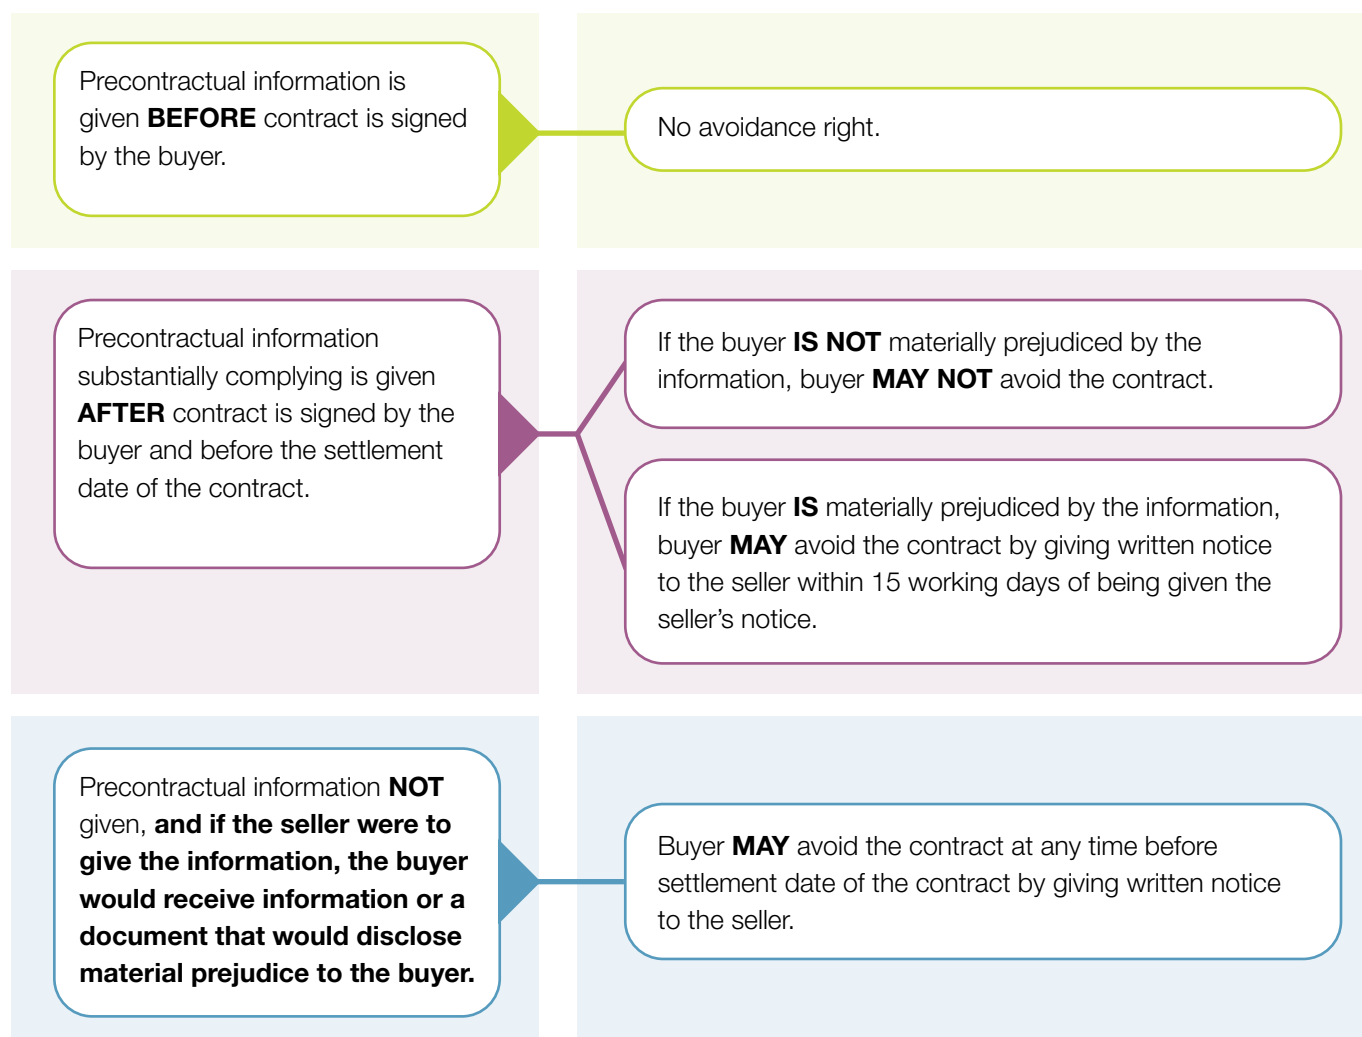 Precontractual information is
given BEFORE contract is signed
by the buyer.
No avoidance right.
Precontractual information
substantially complying is given
AFTER contract is signed by the
buyer and before the settlement
date of the contract.
If the buyer IS NOT materially prejudiced by the
information, buyer MAY NOT avoid the contract.
If the buyer IS materially prejudiced by the information,
buyer MAY avoid the contract by giving written notice
to the seller within 15 working days of being given the
seller’s notice.
Precontractual information NOT
given, and if the seller were to
give the information, the buyer
would receive information or a
document that would disclose
material prejudice to the buyer.
Buyer MAY avoid the contract at any time before
settlement date of the contract by giving written notice
to the seller.